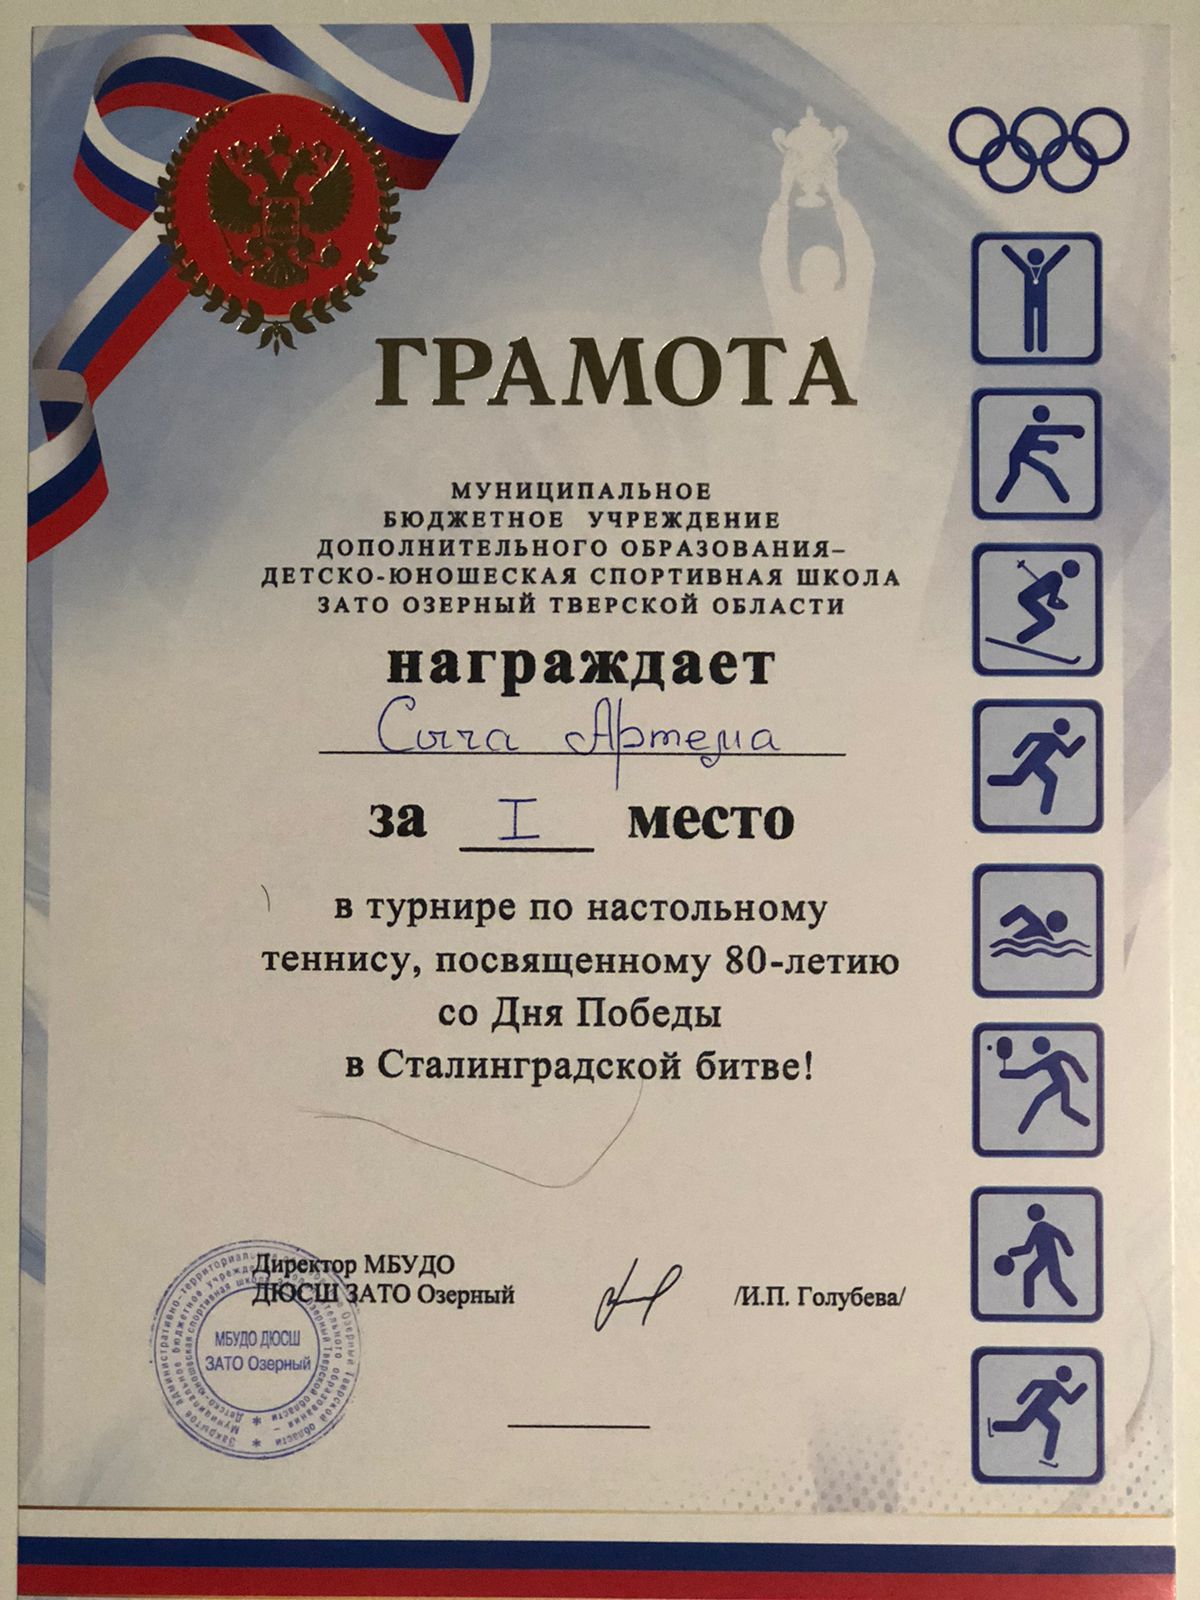 ГРАМОТА
МУНИЦИПАЛЬНОЕ
БЮДЖЕТНОЕ УЧРЕЖДЕНИЕ
ДОПОЛНИТЕЛЬНОГО ОБРАЗОВАНИЯ–
ДЕТСКО-ЮНОШЕСКАЯ СПОРТИВНАЯ ШКОЛА
ЗАТО ОЗЕРНЫЙ ТВЕРСКОЙ ОБЛАСТИ
награждает
Сыча Артема
за I место
в турнире по настольному
теннису, посвященному 80-летию
со Дня Победы
в Сталинградской битве!
Директор МБУДО
ДЮСШ ЗАТО Озерный /И.П. Голубева/
МБУДО ДЮСШ
ЗАТО Озерный